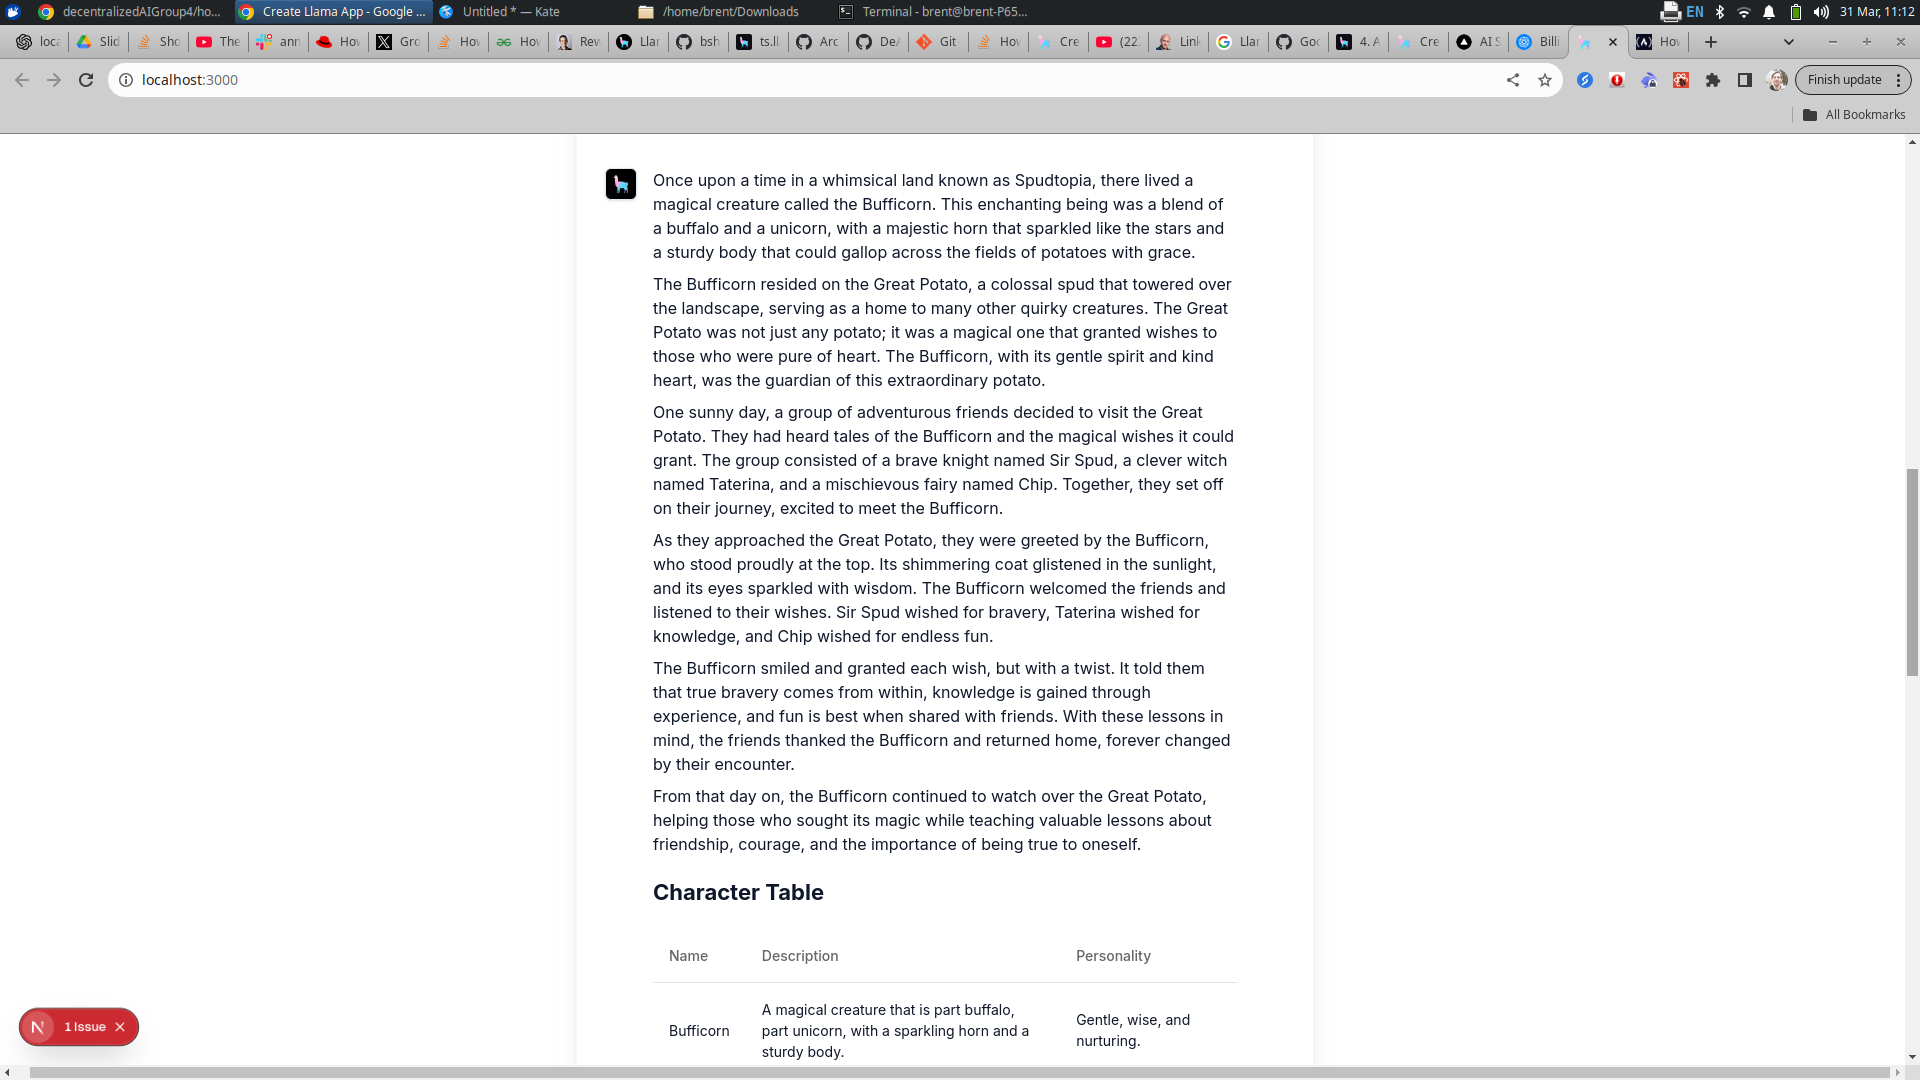 decentralizedAIGroup4/ho...
Create Llama App - Google ...
Untitled * — Kate
/home/brent/Downloads
Terminal - brent@brent-P65...
EN
31 Mar, 11:12
loca
Slid
Sho
The
ann
Hov
Gro
Hov
Hov
Rev
Llar
bsh
ts.ll
Arc
De/
Git
Hov
Cre
(22:
Link
Llar
Goc
4. A
Cre
AI S
Billi
Hov
localhost:3000
Finish update
All Bookmarks
Once upon a time in a whimsical land known as Spudtopia, there lived a
magical creature called the Bufficorn. This enchanting being was a blend of
a buffalo and a unicorn, with a majestic horn that sparkled like the stars and
a sturdy body that could gallop across the fields of potatoes with grace.
The Bufficorn resided on the Great Potato, a colossal spud that towered over
the landscape, serving as a home to many other quirky creatures. The Great
Potato was not just any potato; it was a magical one that granted wishes to
those who were pure of heart. The Bufficorn, with its gentle spirit and kind
heart, was the guardian of this extraordinary potato.
One sunny day, a group of adventurous friends decided to visit the Great
Potato. They had heard tales of the Bufficorn and the magical wishes it could
grant. The group consisted of a brave knight named Sir Spud, a clever witch
named Taterina, and a mischievous fairy named Chip. Together, they set off
on their journey, excited to meet the Bufficorn.
As they approached the Great Potato, they were greeted by the Bufficorn,
who stood proudly at the top. Its shimmering coat glistened in the sunlight,
and its eyes sparkled with wisdom. The Bufficorn welcomed the friends and
listened to their wishes. Sir Spud wished for bravery, Taterina wished for
knowledge, and Chip wished for endless fun.
The Bufficorn smiled and granted each wish, but with a twist. It told them
that true bravery comes from within, knowledge is gained through
experience, and fun is best when shared with friends. With these lessons in
mind, the friends thanked the Bufficorn and returned home, forever changed
by their encounter.
From that day on, the Bufficorn continued to watch over the Great Potato,
helping those who sought its magic while teaching valuable lessons about
friendship, courage, and the importance of being true to oneself.
Character Table
Name
Description
Personality
Bufficorn
A magical creature that is part buffalo,
part unicorn, with a sparkling horn and a
sturdy body.
Gentle, wise, and
nurturing.
N
1 Issue